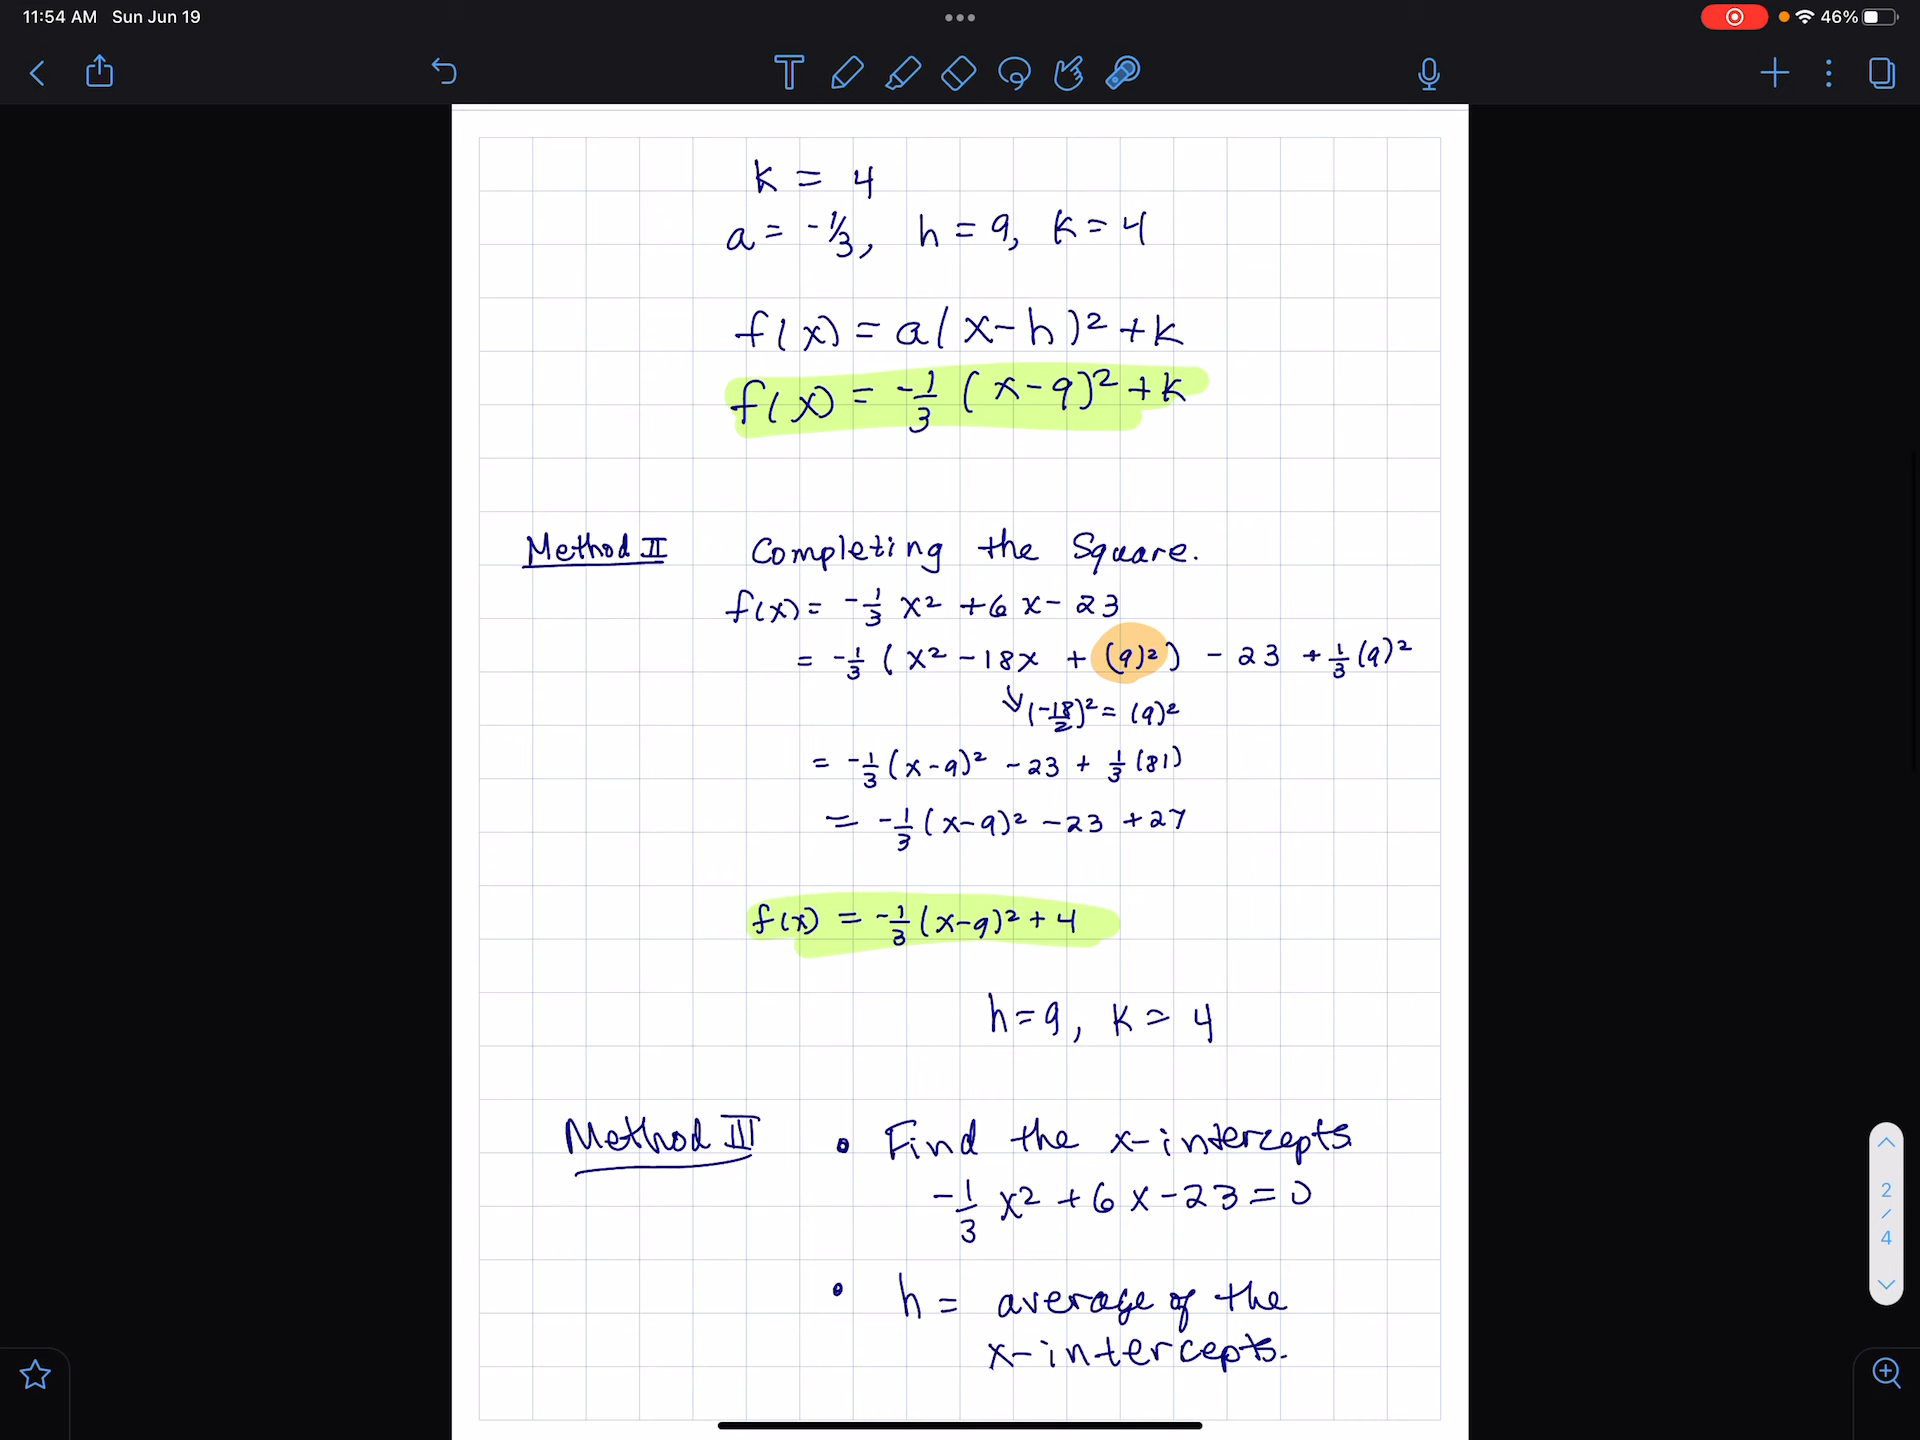 11:54 AM Sun Jun 19
46%
k = 4
a = -1/3, h = 9, k = 4
f(x) = a(x-h)² + k
f(x) = -1/3 (x-9)² + k
Method II Completing the Square.
f(x) = -1/3 x² + 6x - 23
= -1/3 (x² - 18x + (9)²) - 23 + 1/3 (9)²
↓ (-18/2)² = (9)²
= -1/3 (x-9)² - 23 + 1/3 (81)
= -1/3 (x-9)² - 23 + 27
f(x) = -1/3 (x-9)² + 4
h = 9, k = 4
Method III • Find the x-intercepts
-1/3 x² + 6x - 23 = 0
• h = average of the
x-intercepts.
2
/
4